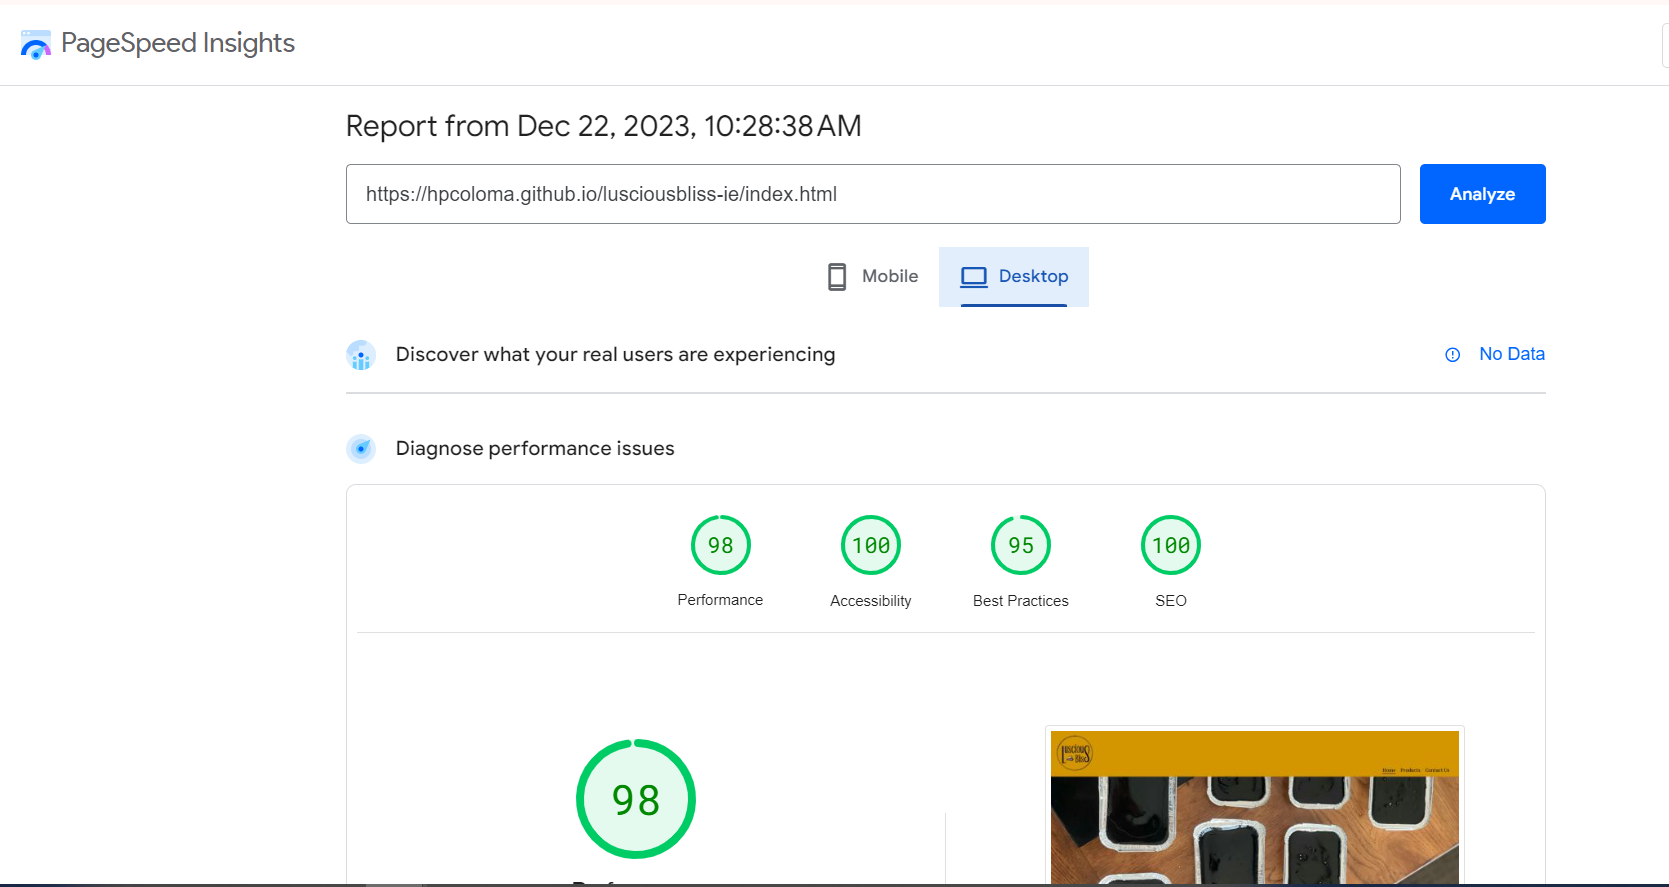 PageSpeed Insights
Report from Dec 22, 2023, 10:28:38 AM
https://hpcoloma.github.io/lusciousbliss-ie/index.html
Analyze
Mobile
Desktop
Discover what your real users are experiencing
No Data
Diagnose performance issues
98
100
95
100
Performance
Accessibility
Best Practices
SEO
98
Luscious
Bliss
Home Products Contact Us